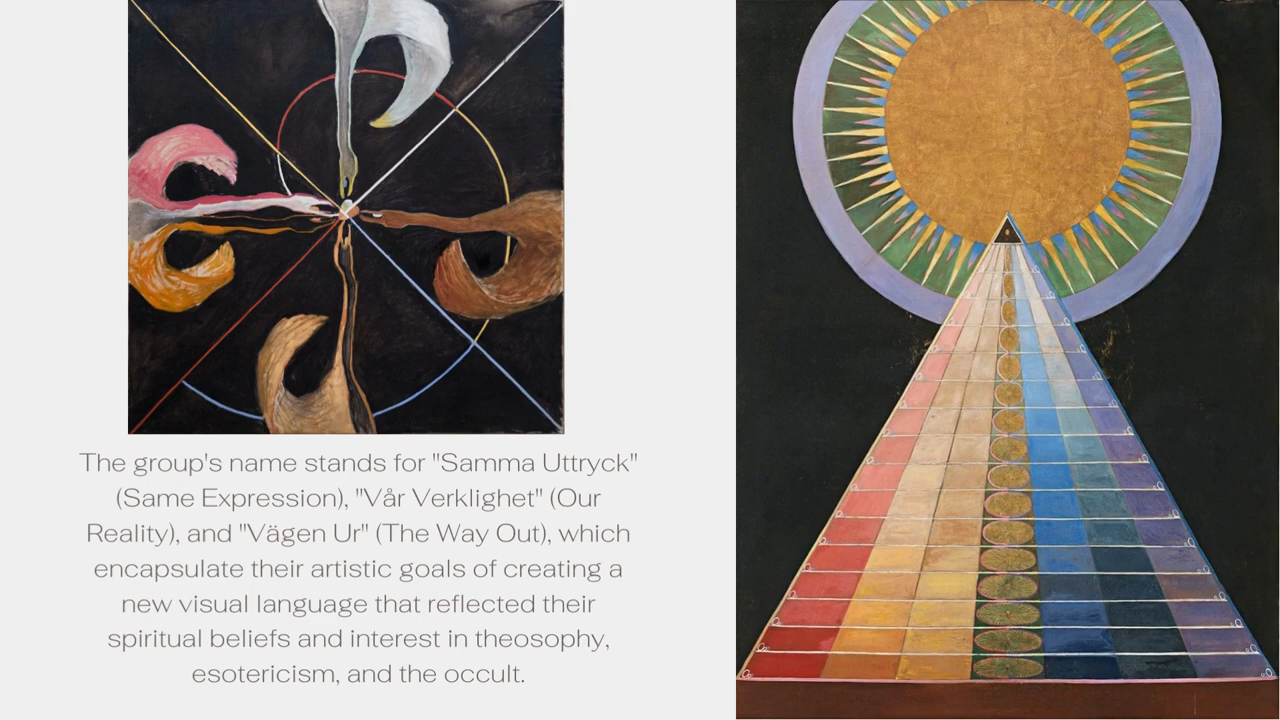 The group's name stands for "Samma Uttryck"
(Same Expression), "Vår Verklighet" (Our
Reality), and "Vägen Ur" (The Way Out), which
encapsulate their artistic goals of creating a
new visual language that reflected their
spiritual beliefs and interest in theosophy,
esotericism, and the occult.